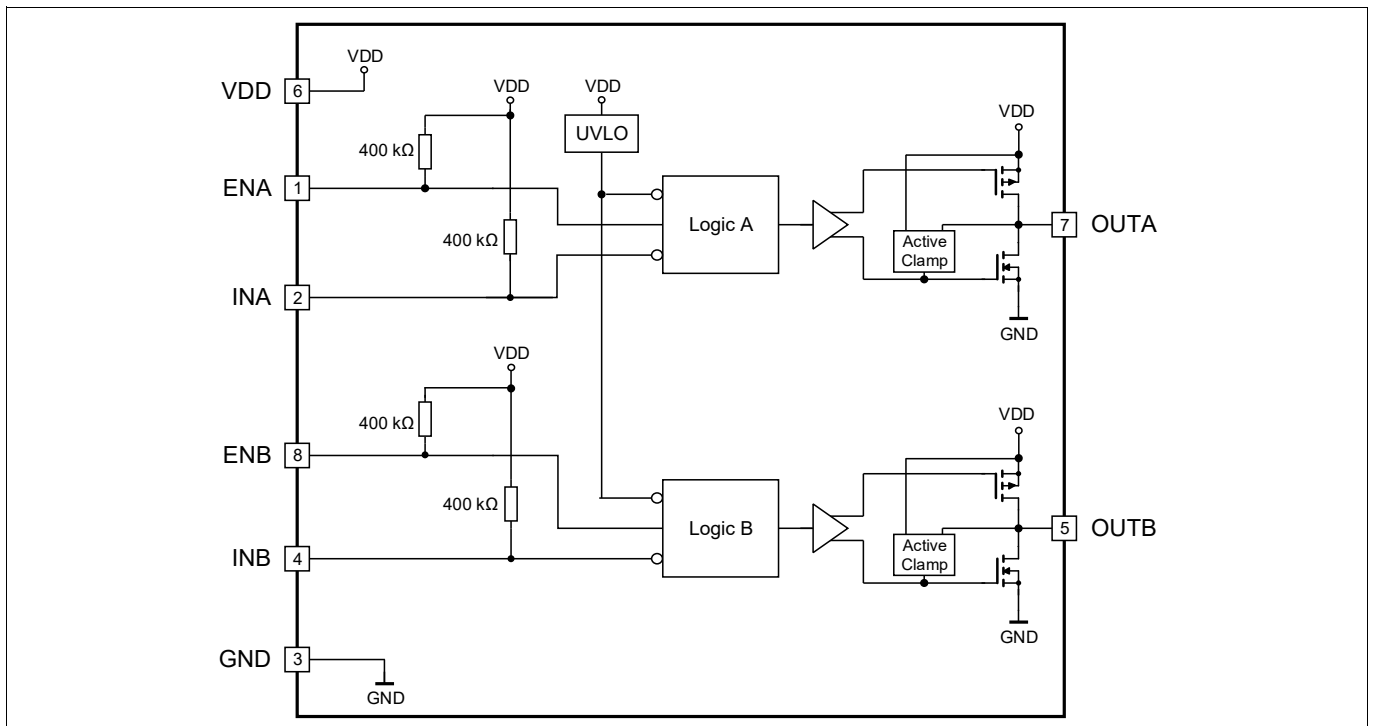 VDD
VDD 6
VDD
VDD
VDD
UVLO
400 kΩ
ENA 1
Logic A
7 OUTA
400 kΩ
Active
Clamp
INA 2
GND
VDD
VDD
400 kΩ
ENB 8
400 kΩ
Logic B
5 OUTB
Active
Clamp
INB 4
GND
GND 3
GND